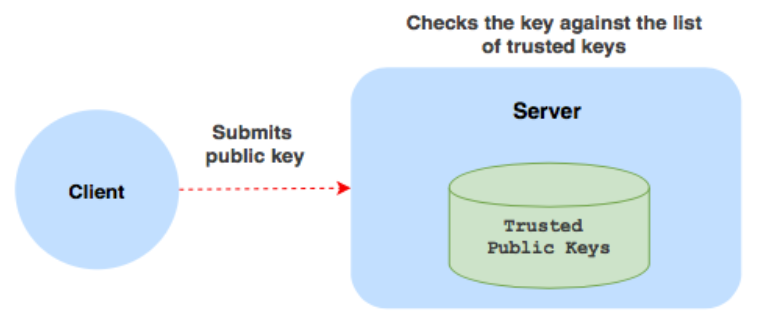 Checks the key against the list
of trusted keys
Server
Submits
public key
Client
Trusted
Public Keys